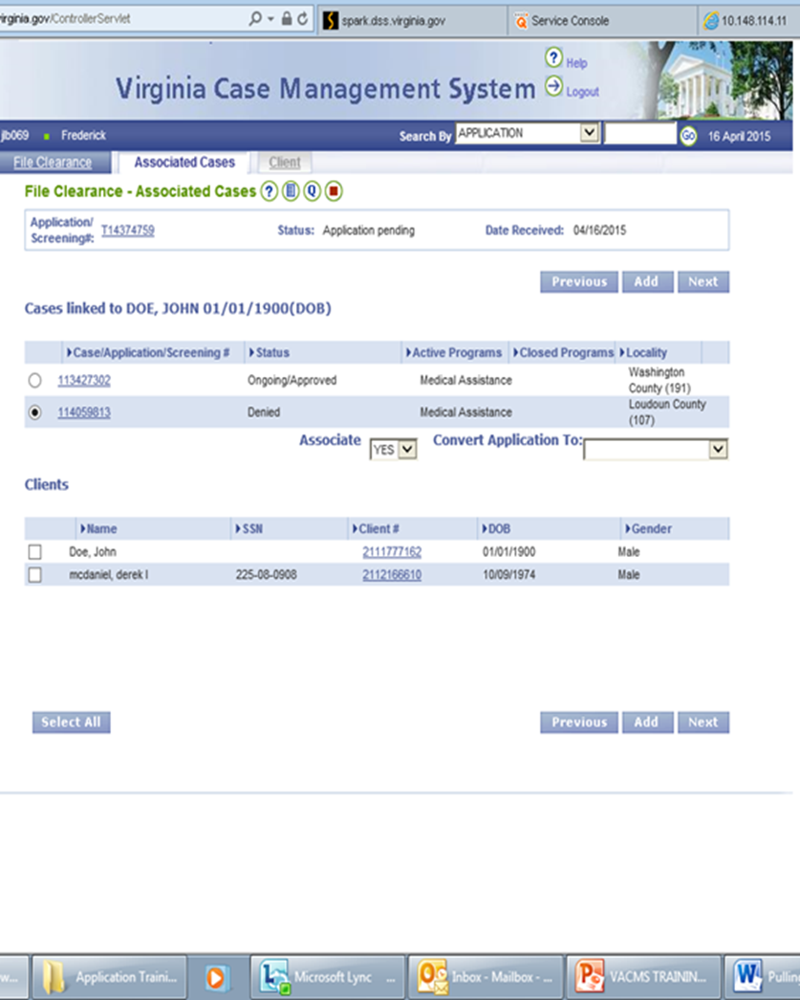 virginia.gov/ControllerServlet spark.dss.virginia.gov Service Console 10.148.114.11
Virginia Case Management System ? Help
Logout
jb069 Frederick Search By APPLICATION GO 16 April 2015
File Clearance Associated Cases Client
File Clearance - Associated Cases ? Q
Application/ Screening#: T14374759 Status: Application pending Date Received: 04/16/2015
Previous Add Next
Cases linked to DOE, JOHN 01/01/1900(DOB)
Case/Application/Screening # Status Active Programs Closed Programs Locality
113427302 Ongoing/Approved Medical Assistance Washington County (191)
114059813 Denied Medical Assistance Loudoun County (107)
Associate YES Convert Application To:
Clients
Name SSN Client # DOB Gender
Doe, John 2111777162 01/01/1900 Male
mcdaniel, derek l 225-08-0908 2112166610 10/09/1974 Male
Select All Previous Add Next
w... Application Traini... Microsoft Lync ... Inbox - Mailbox - ... VACMS TRAININ... Pulling